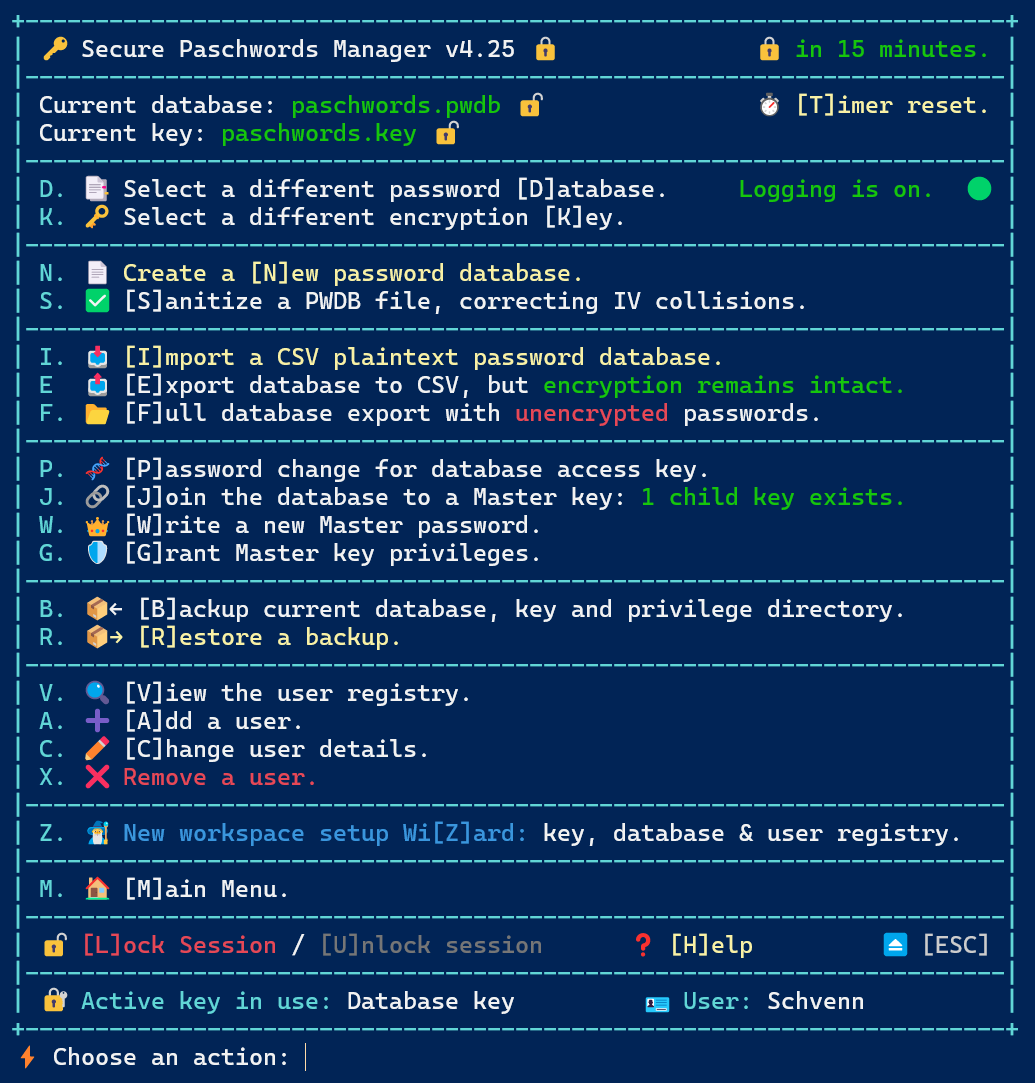 Secure Paschwords Manager v4.25 in 15 minutes.
Current database: paschwords.pwdb [T]imer reset.
Current key: paschwords.key
D. Select a different password [D]atabase. Logging is on.
K. Select a different encryption [K]ey.
N. Create a [N]ew password database.
S. [S]anitize a PWDB file, correcting IV collisions.
I. [I]mport a CSV plaintext password database.
E [E]xport database to CSV, but encryption remains intact.
F. [F]ull database export with unencrypted passwords.
P. [P]assword change for database access key.
J. [J]oin the database to a Master key: 1 child key exists.
W. [W]rite a new Master password.
G. [G]rant Master key privileges.
B. [B]ackup current database, key and privilege directory.
R. [R]estore a backup.
V. [V]iew the user registry.
A. [A]dd a user.
C. [C]hange user details.
X. Remove a user.
Z. New workspace setup Wi[Z]ard: key, database & user registry.
M. [M]ain Menu.
[L]ock Session / [U]nlock session [H]elp [ESC]
Active key in use: Database key User: Schvenn
Choose an action: